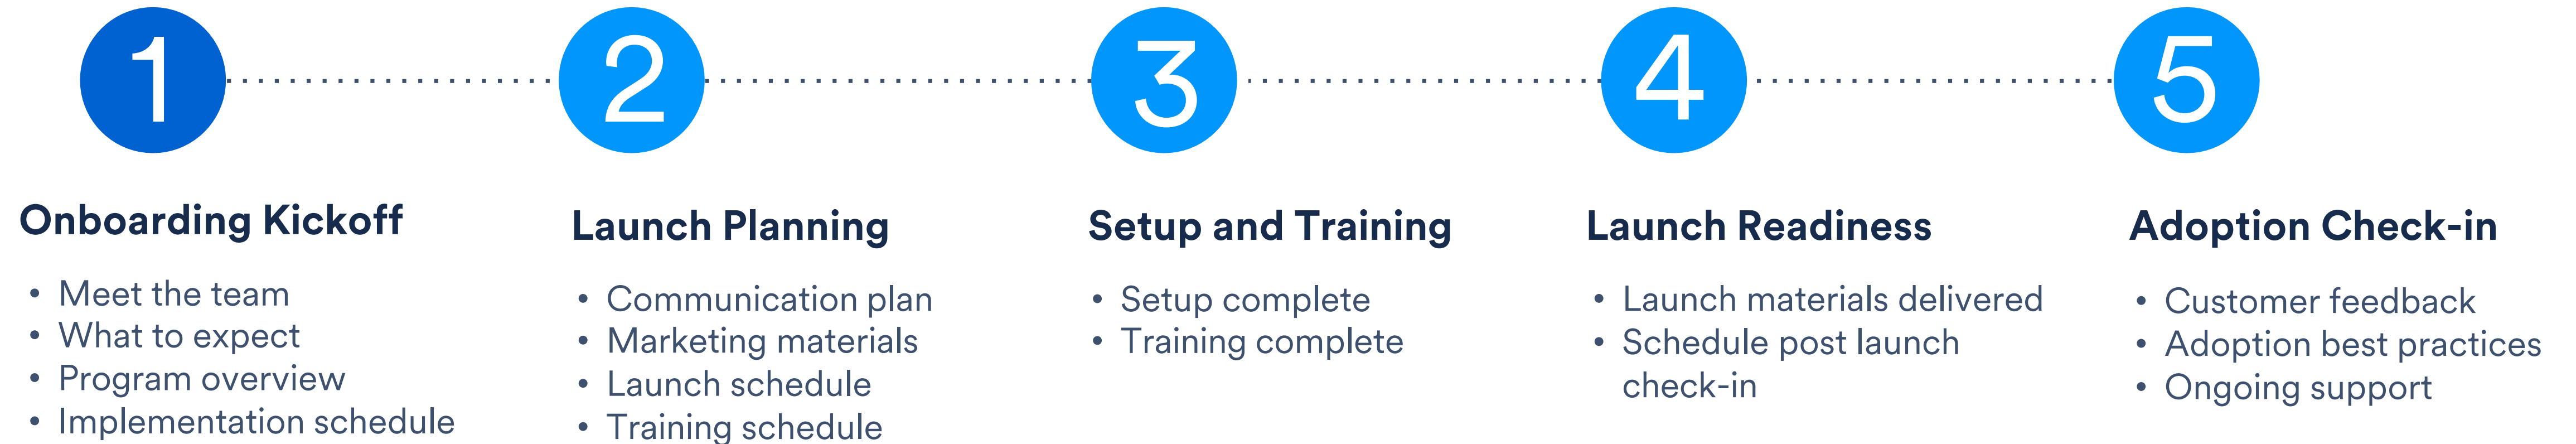 1
Onboarding Kickoff
• Meet the team
• What to expect
• Program overview
• Implementation schedule
2
Launch Planning
• Communication plan
• Marketing materials
• Launch schedule
• Training schedule
3
Setup and Training
• Setup complete
• Training complete
4
Launch Readiness
• Launch materials delivered
• Schedule post launch
check-in
5
Adoption Check-in
• Customer feedback
• Adoption best practices
• Ongoing support